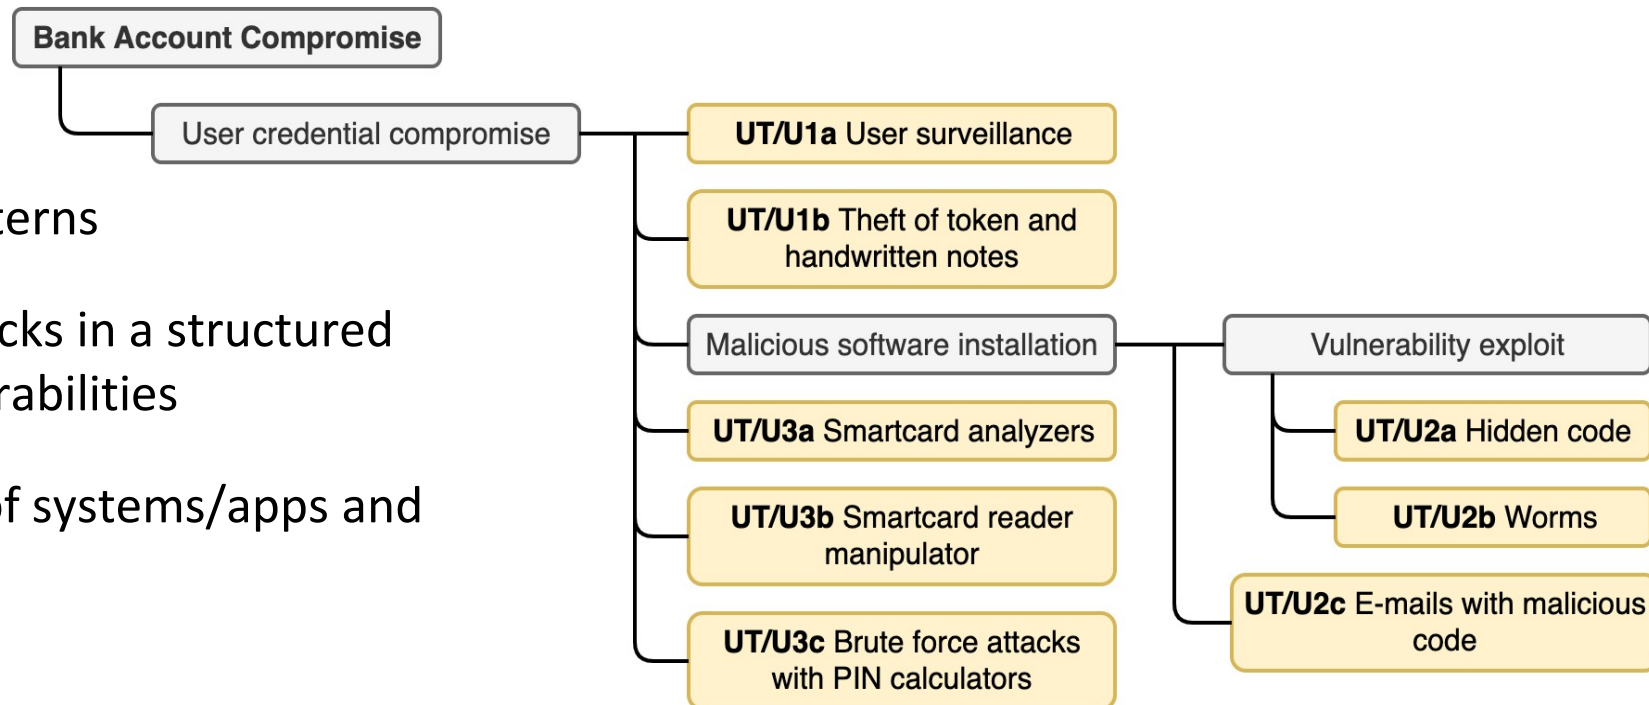 Bank Account Compromise
User credential compromise
terns
cks in a structured
rabilities
of systems/apps and
UT/U1a User surveillance
UT/U1b Theft of token and
handwritten notes
Malicious software installation
UT/U3a Smartcard analyzers
UT/U3b Smartcard reader
manipulator
UT/U3c Brute force attacks
with PIN calculators
Vulnerability exploit
UT/U2a Hidden code
UT/U2b Worms
UT/U2c E-mails with malicious
code